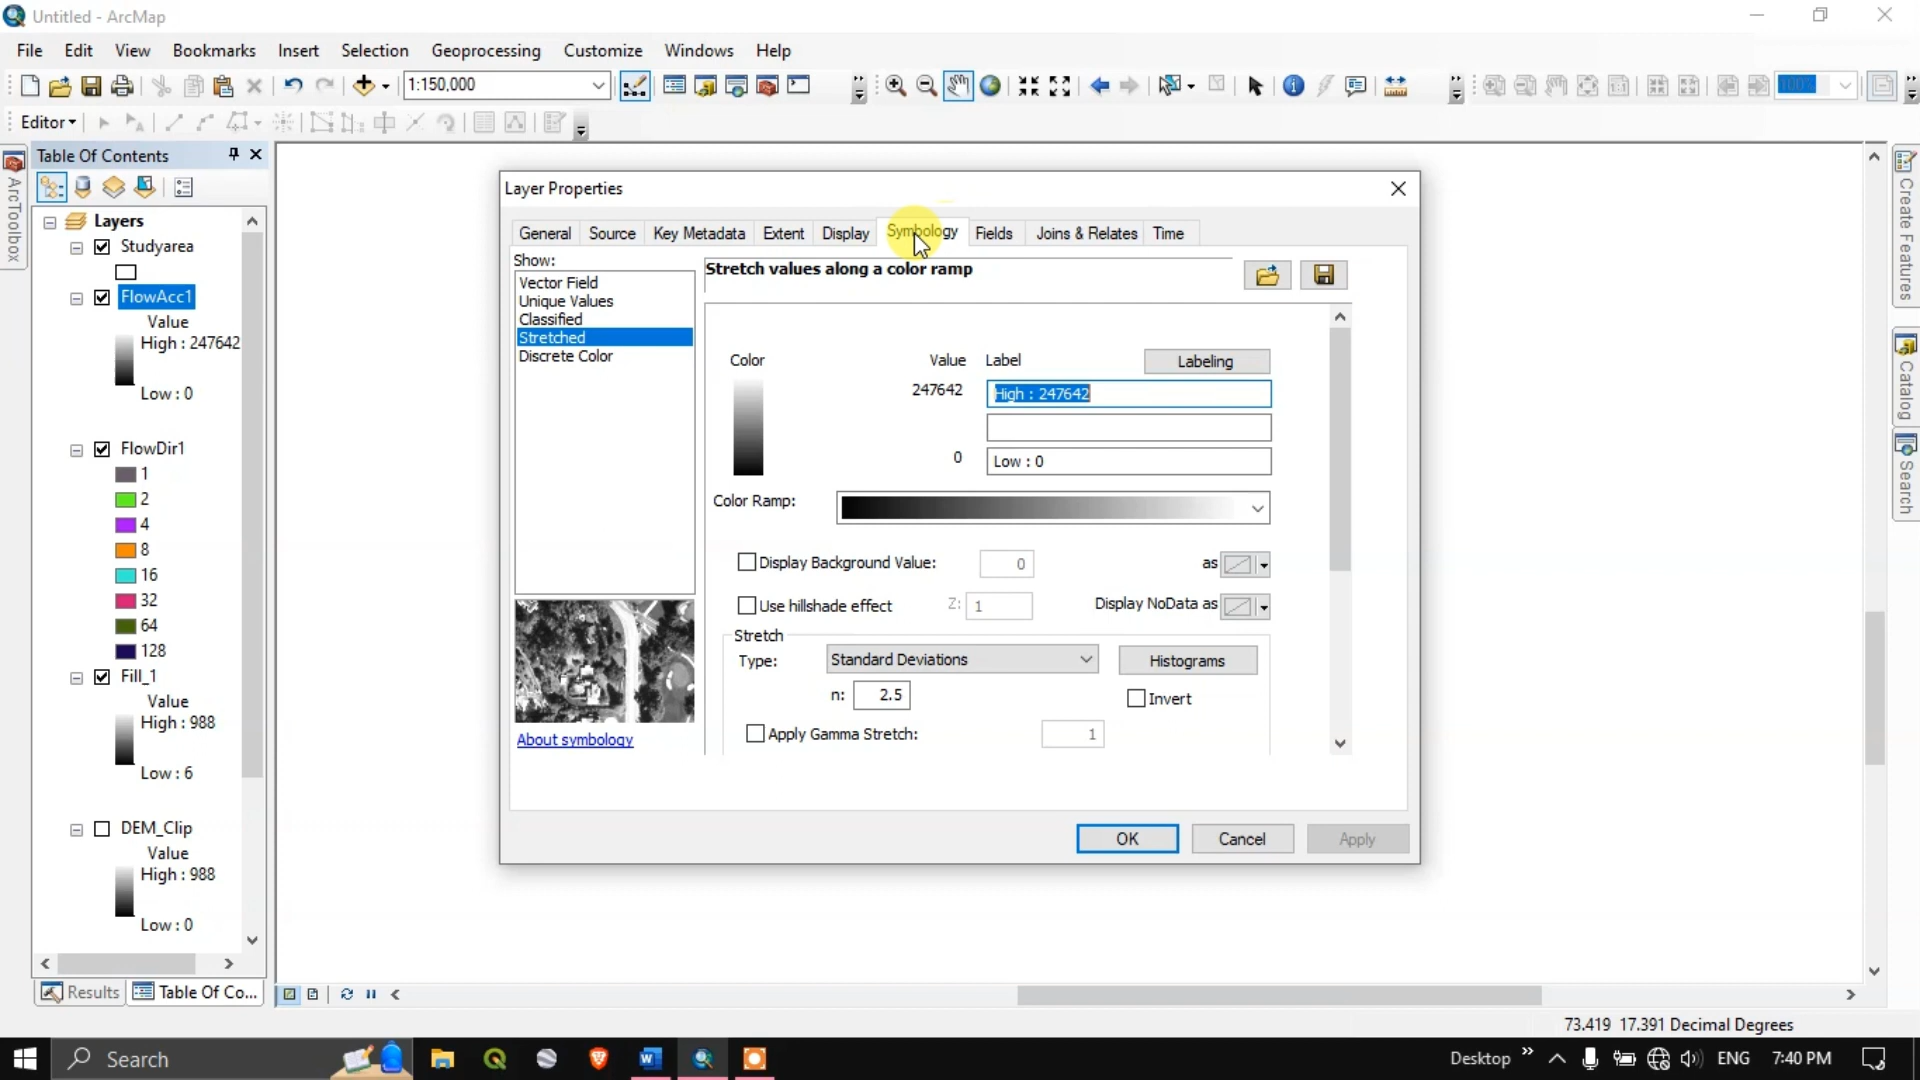 Untitled - ArcMap
File Edit View Bookmarks Insert Selection Geoprocessing Customize Windows Help
1:150,000
100%
Editor
Table Of Contents
ArcToolbox
Layers
Studyarea
FlowAcc1
Value
High : 247642
Low : 0
FlowDir1
1
2
4
8
16
32
64
128
Fill_1
Value
High : 988
Low : 6
DEM_Clip
Value
High : 988
Low : 0
Results
Table Of Co...
Layer Properties
General Source Key Metadata Extent Display Symbology Fields Joins & Relates Time
Show:
Vector Field
Unique Values
Classified
Stretched
Discrete Color
About symbology
Stretch values along a color ramp
Color Value Label Labeling
247642 High : 247642
0 Low : 0
Color Ramp:
Display Background Value: 0 as
Use hillshade effect Z: 1 Display NoData as
Stretch
Type: Standard Deviations Histograms
n: 2.5 Invert
Apply Gamma Stretch: 1
OK Cancel Apply
Create Features
Catalog
Search
73.419 17.391 Decimal Degrees
Search
Desktop ENG 7:40 PM